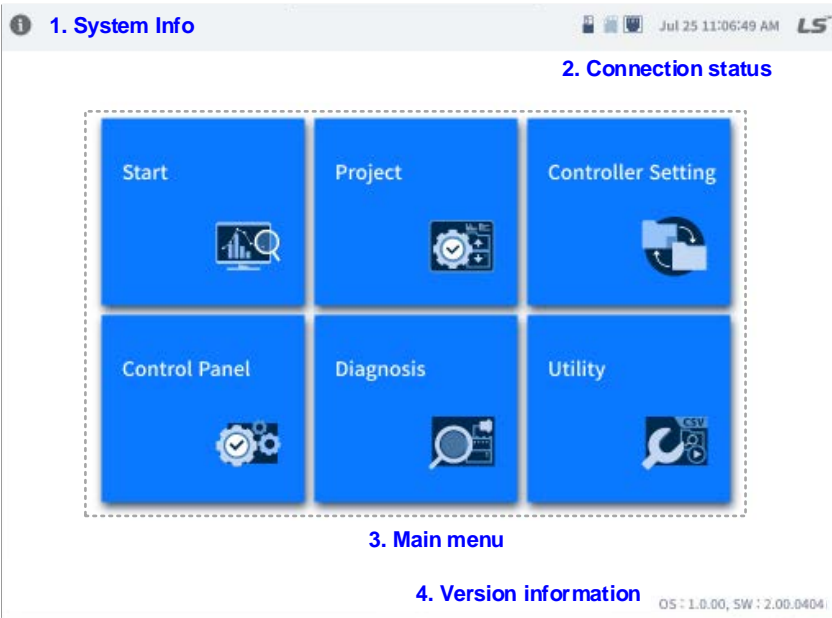 1. System Info
Jul 25 11:06:49 AM LS
2. Connection status
Start Project Controller Setting
Control Panel Diagnosis Utility
CSV
3. Main menu
4. Version information
OS : 1.0.00, SW : 2.00.0404